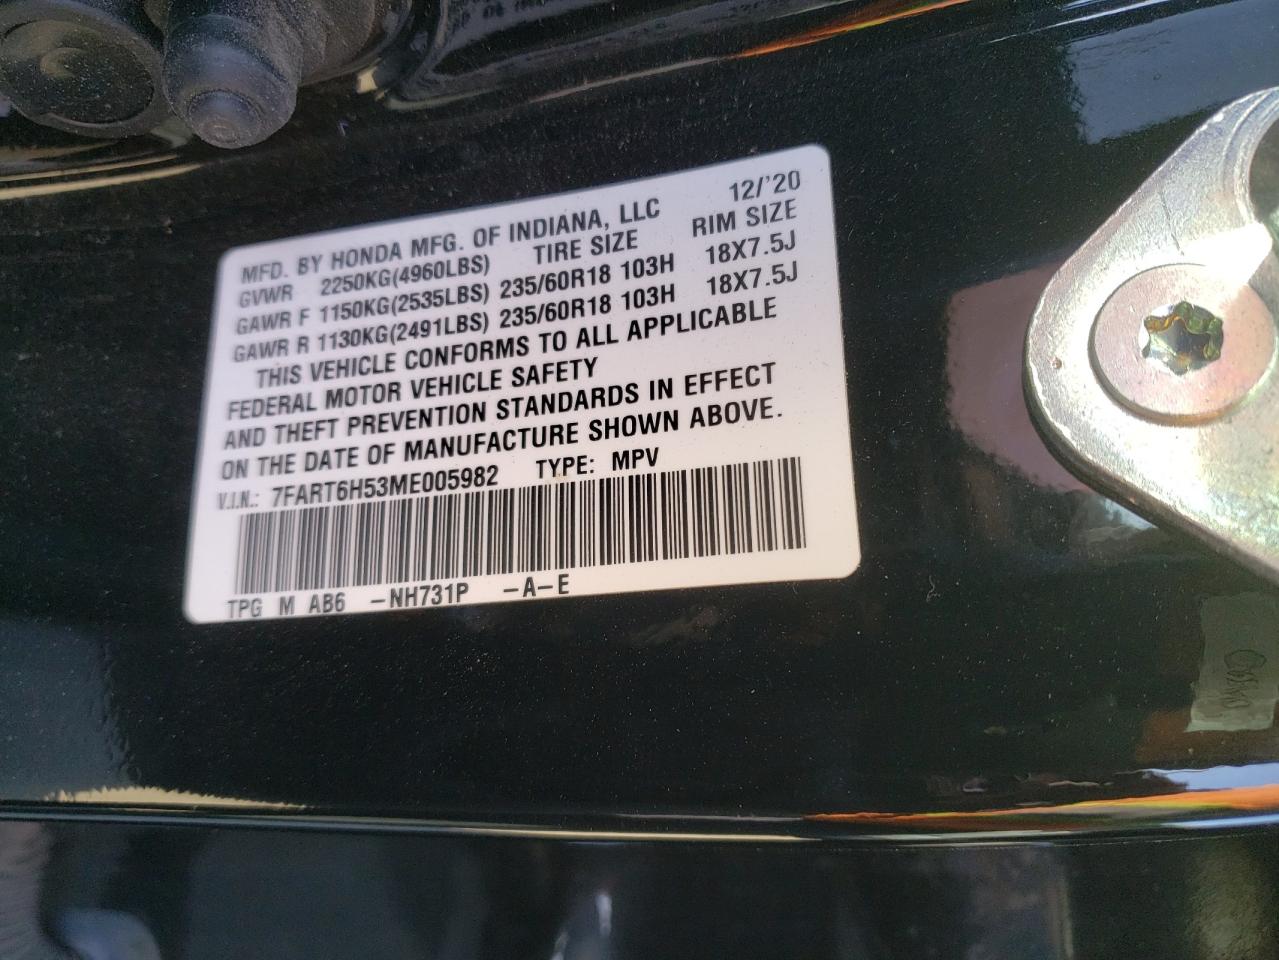 MFD. BY HONDA MFG. OF INDIANA, LLC 12/'20
GVWR 2250KG(4960LBS) TIRE SIZE RIM SIZE
GAWR F 1150KG(2535LBS) 235/60R18 103H 18X7.5J
GAWR R 1130KG(2491LBS) 235/60R18 103H 18X7.5J
THIS VEHICLE CONFORMS TO ALL APPLICABLE
FEDERAL MOTOR VEHICLE SAFETY
AND THEFT PREVENTION STANDARDS IN EFFECT
ON THE DATE OF MANUFACTURE SHOWN ABOVE.
V.I.N.: 7FART6H53ME005982 TYPE: MPV
TPG M AB6 -NH731P -A-E